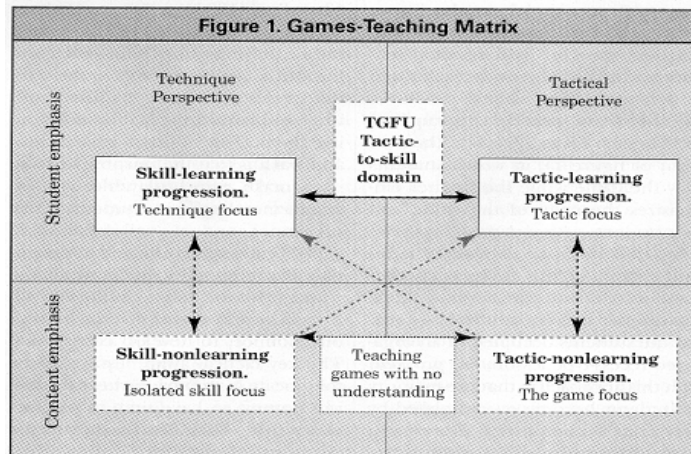 Figure 1. Games-Teaching Matrix
Technique
Perspective
Tactical
Perspective
Student emphasis
TGFU
Tactic-
to-skill
domain
Skill-learning
progression.
Technique focus
Tactic-learning
progression.
Tactic focus
Content emphasis
Skill-nonlearning
progression.
Isolated skill focus
Teaching
games with no
understanding
Tactic-nonlearning
progression.
The game focus